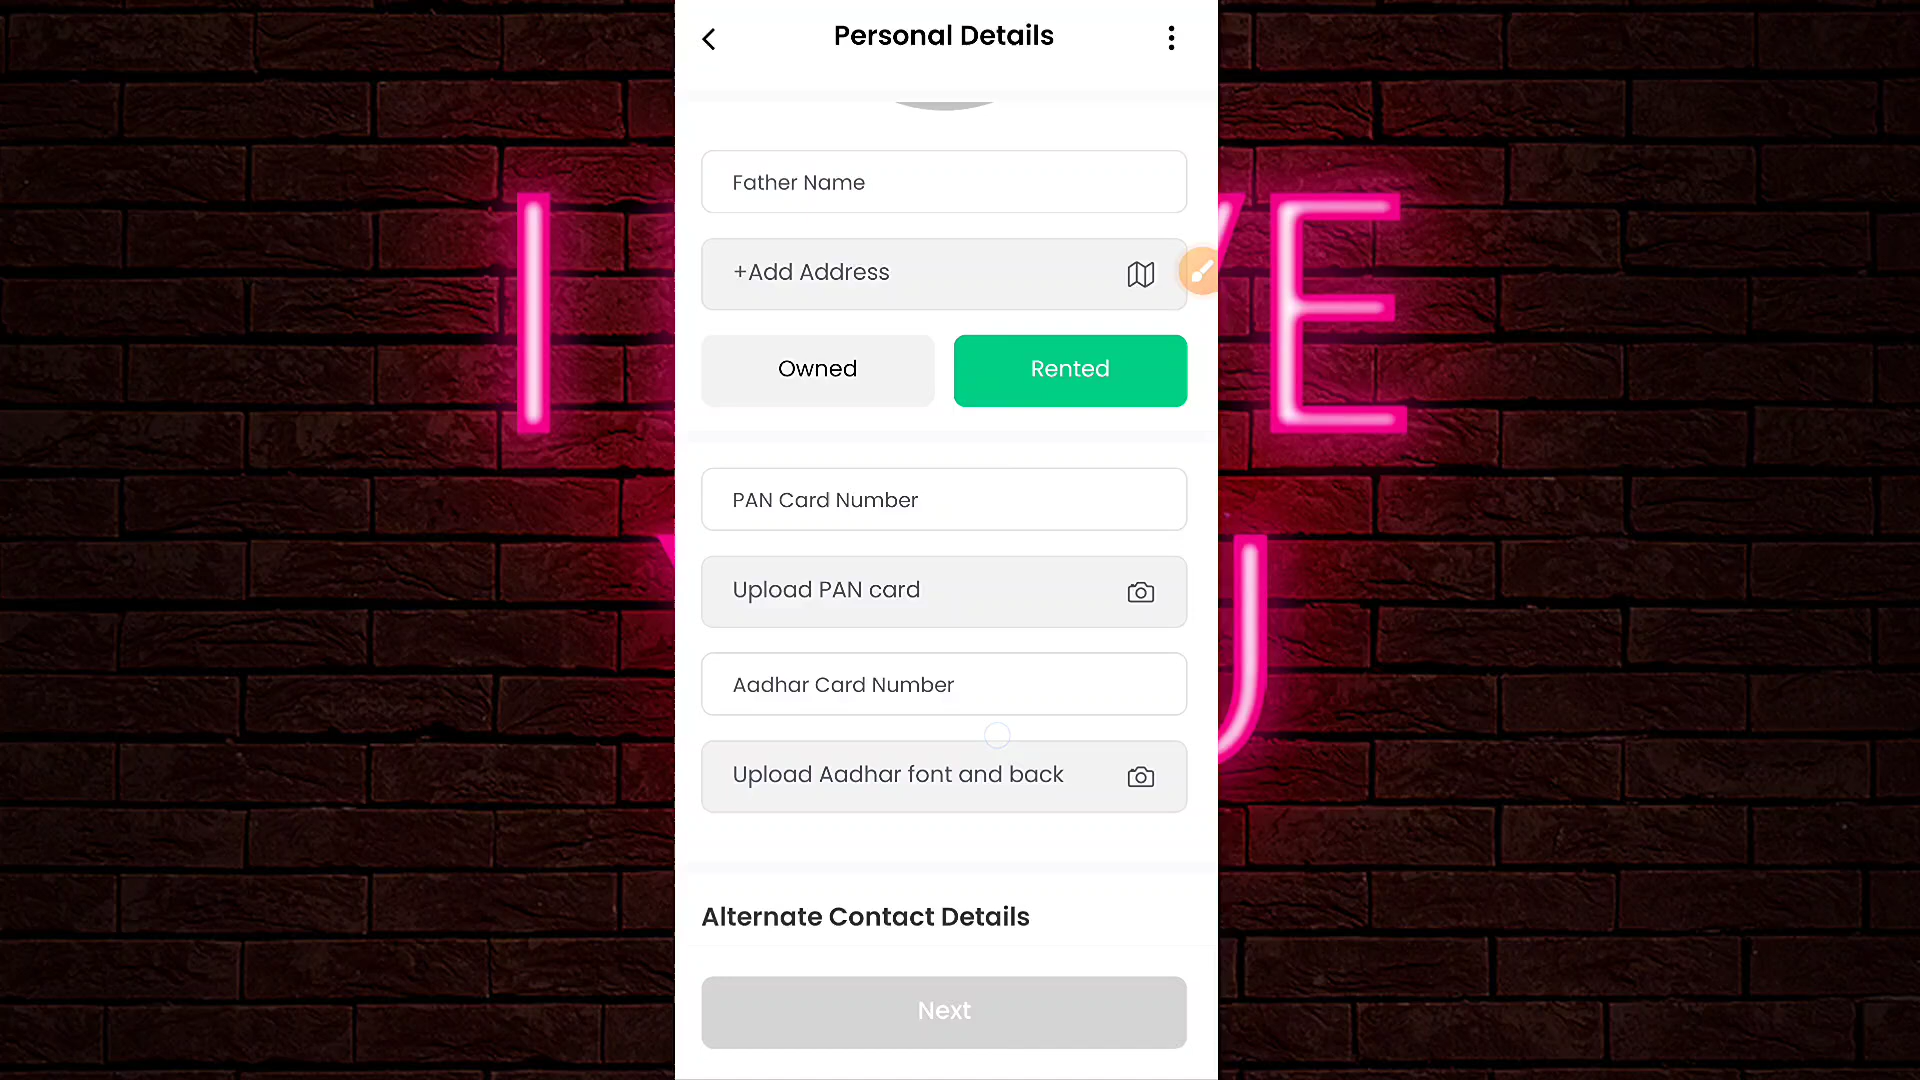 Personal Details
Father Name
+Add Address
Owned
Rented
PAN Card Number
Upload PAN card
Aadhar Card Number
Upload Aadhar font and back
Alternate Contact Details
Next
I
VE
U